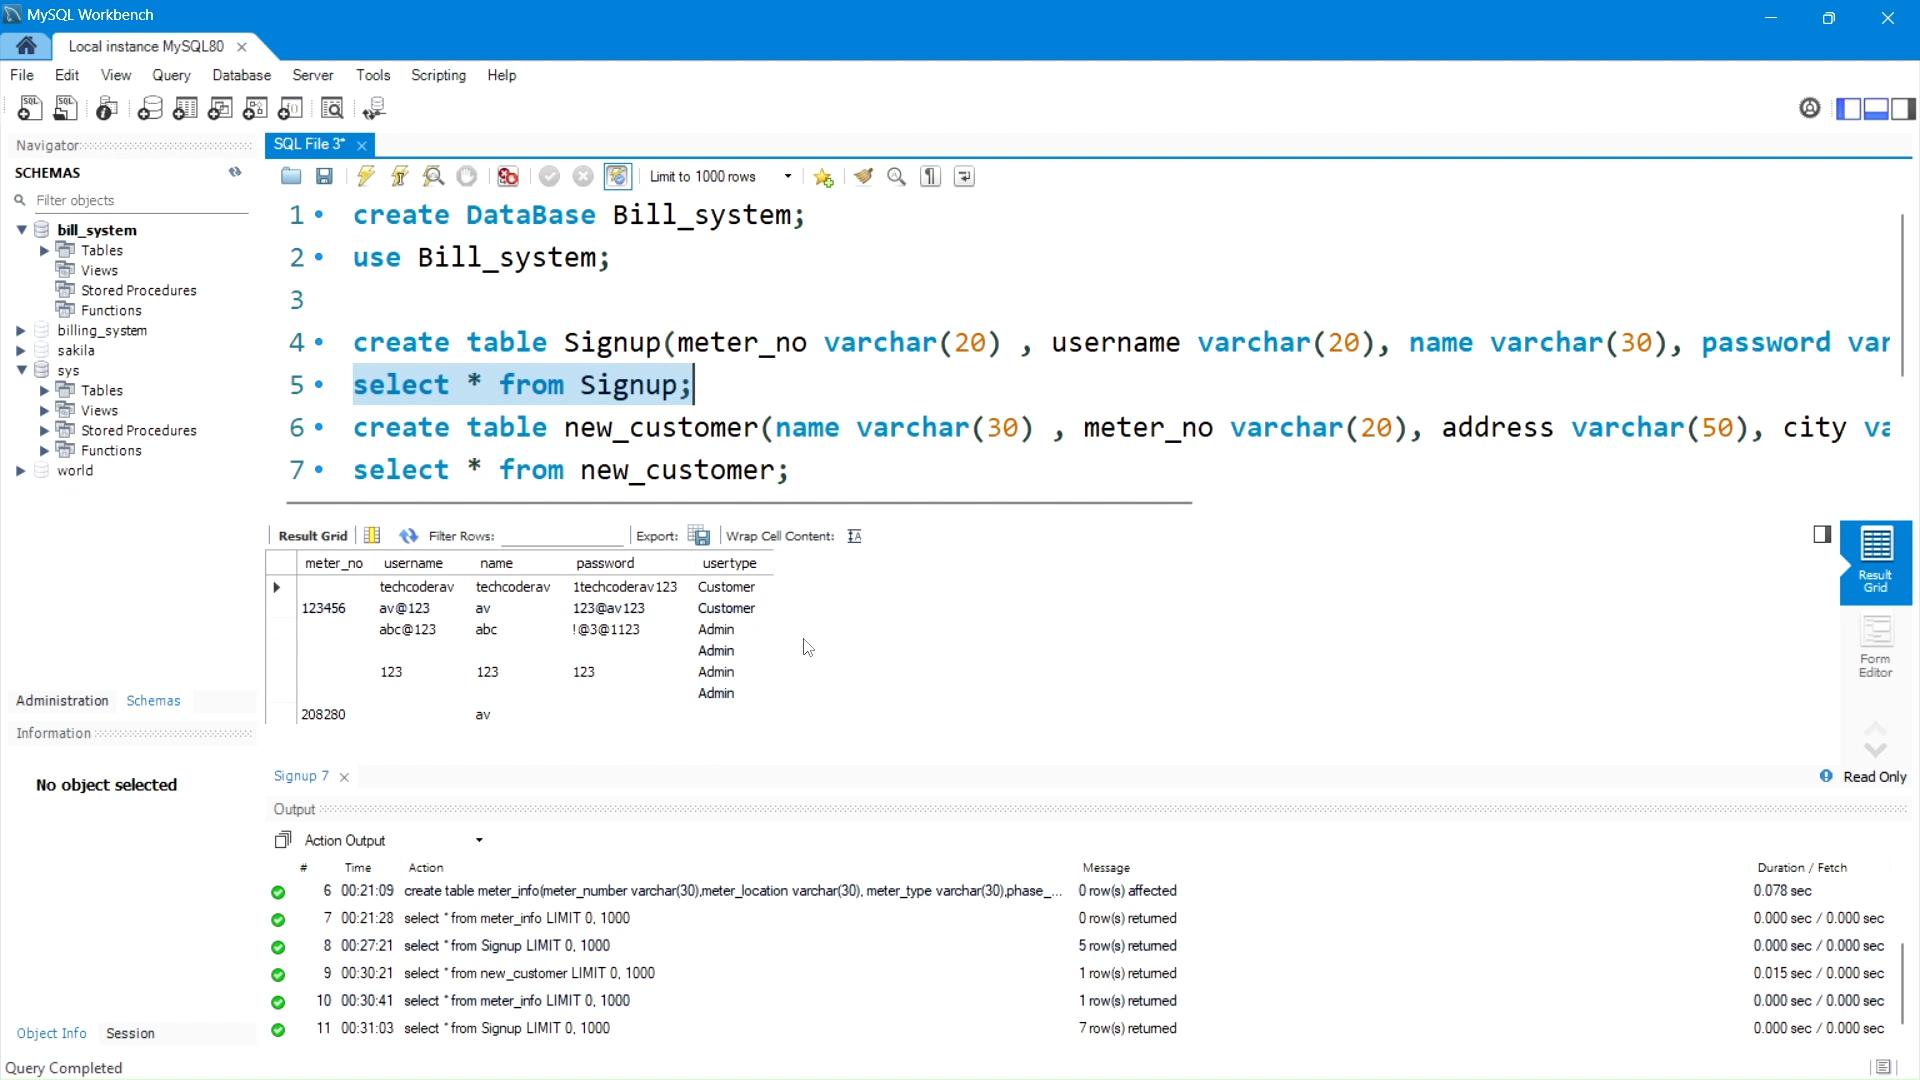 MySQL Workbench
Local instance MySQL80
File Edit View Query Database Server Tools Scripting Help
Navigator
SQL File 3*
SCHEMAS
Limit to 1000 rows
Filter objects
bill_system
Tables
Views
Stored Procedures
Functions
billing_system
sakila
sys
Tables
Views
Stored Procedures
Functions
world
1 create DataBase Bill_system;
2 use Bill_system;
3
4 create table Signup(meter_no varchar(20) , username varchar(20), name varchar(30), password var
5 select * from Signup;
6 create table new_customer(name varchar(30) , meter_no varchar(20), address varchar(50), city va
7 select * from new_customer;
Result Grid Filter Rows: Export: Wrap Cell Content:
meter_no username name password usertype
techcoderav techcoderav 1techcoderav123 Customer
123456 av@123 av 123@av123 Customer
abc@123 abc !@3@1123 Admin
Admin
123 123 123 Admin
Admin
208280 av
Result
Grid
Form
Editor
Administration Schemas
Information
No object selected
Signup 7
Read Only
Output
Action Output
# Time Action Message Duration / Fetch
6 00:21:09 create table meter_info(meter_number varchar(30),meter_location varchar(30), meter_type varchar(30),phase_... 0 row(s) affected 0.078 sec
7 00:21:28 select * from meter_info LIMIT 0, 1000 0 row(s) returned 0.000 sec / 0.000 sec
8 00:27:21 select * from Signup LIMIT 0, 1000 5 row(s) returned 0.000 sec / 0.000 sec
9 00:30:21 select * from new_customer LIMIT 0, 1000 1 row(s) returned 0.015 sec / 0.000 sec
10 00:30:41 select * from meter_info LIMIT 0, 1000 1 row(s) returned 0.000 sec / 0.000 sec
11 00:31:03 select * from Signup LIMIT 0, 1000 7 row(s) returned 0.000 sec / 0.000 sec
Object Info Session
Query Completed